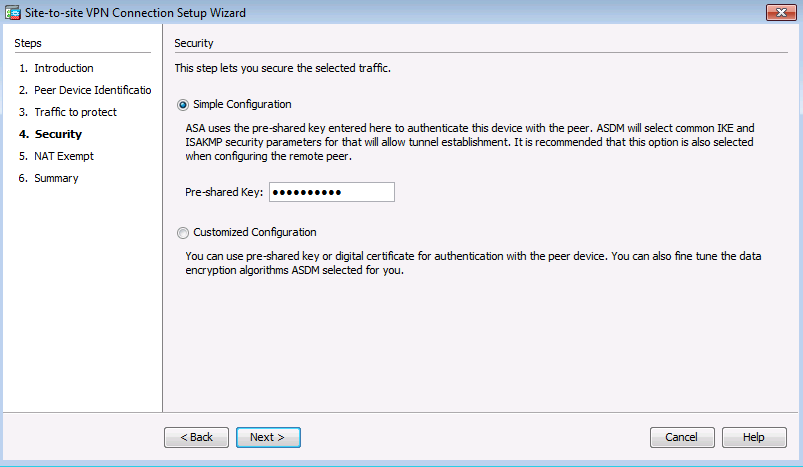 Site-to-site VPN Connection Setup Wizard
Steps
1. Introduction
2. Peer Device Identificatio
3. Traffic to protect
4. Security
5. NAT Exempt
6. Summary
Security
This step lets you secure the selected traffic.
Simple Configuration
ASA uses the pre-shared key entered here to authenticate this device with the peer. ASDM will select common IKE and
ISAKMP security parameters for that will allow tunnel establishment. It is recommended that this option is also selected
when configuring the remote peer.
Pre-shared Key: ••••••••••
Customized Configuration
You can use pre-shared key or digital certificate for authentication with the peer device. You can also fine tune the data
encryption algorithms ASDM selected for you.
< Back Next > Cancel Help